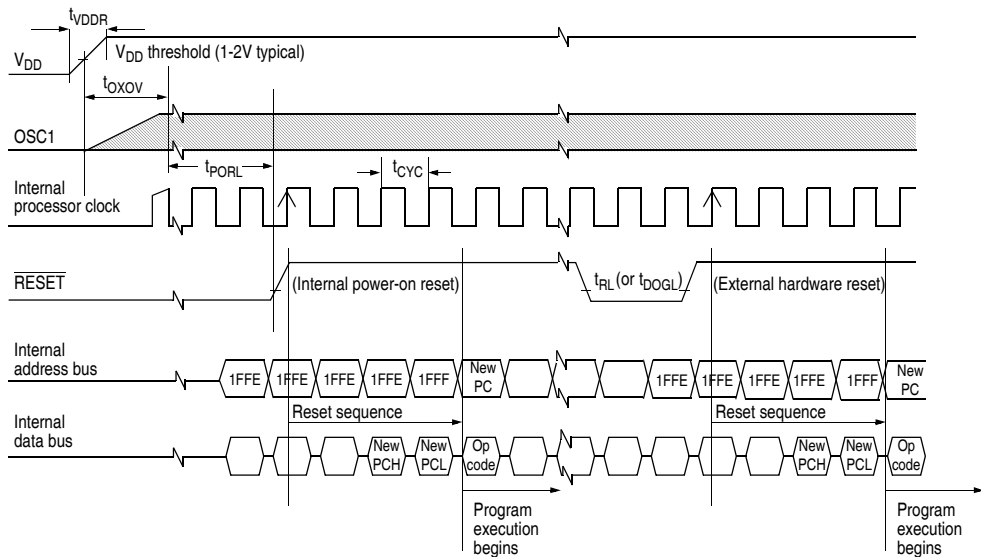 tVDDR
VDD
VDD threshold (1-2V typical)
tOXOV
OSC1
tPORL
tCYC
Internal
processor clock
RESET
(Internal power-on reset)
tRL (or tDOGL)
(External hardware reset)
Internal
address bus
1FFE 1FFE 1FFE 1FFE 1FFF New PC 1FFE 1FFE 1FFE 1FFE 1FFF New PC
Reset sequence
Reset sequence
Internal
data bus
New PCH New PCL Op code New PCH New PCL Op code
Program
execution
begins
Program
execution
begins